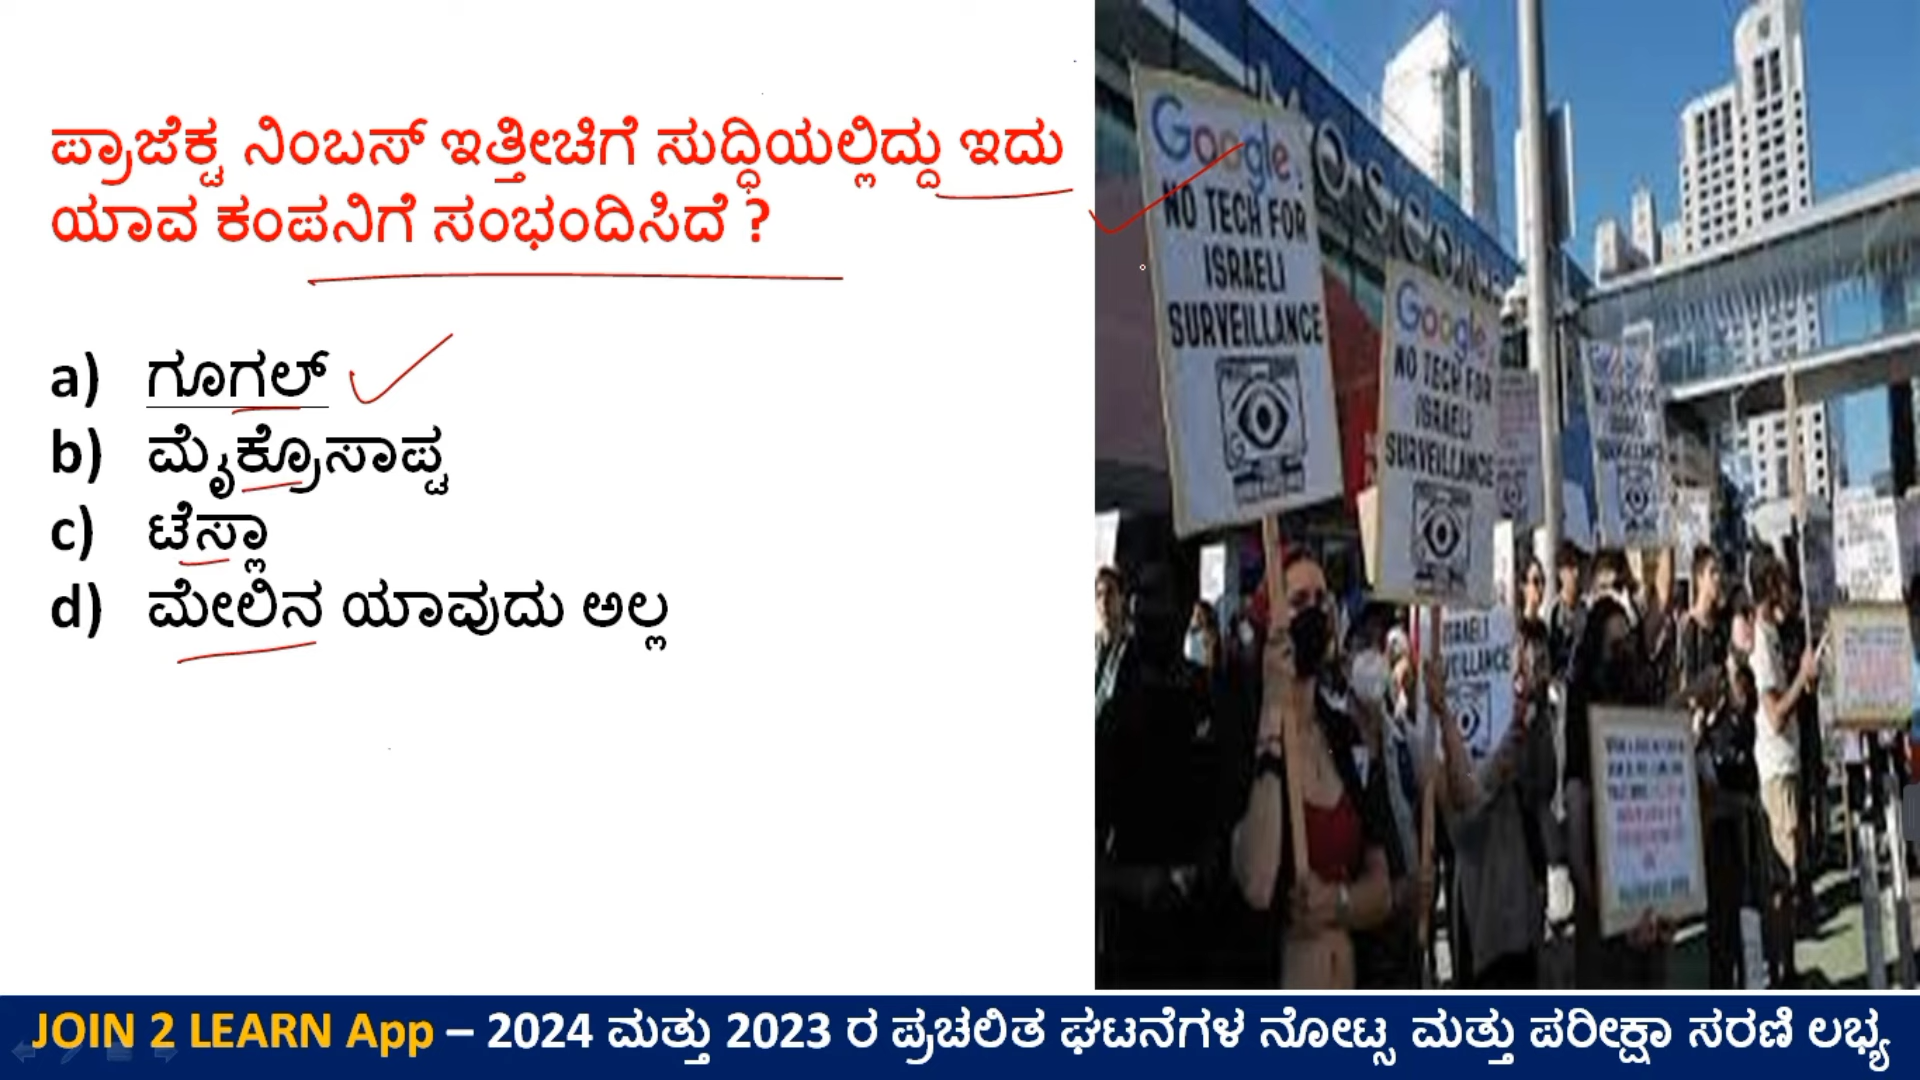 ಪ್ರಾಜೆಕ್ಟ ನಿಂಬಸ್ ಇತ್ತೀಚಿಗೆ ಸುದ್ಧಿಯಲ್ಲಿದ್ದು ಇದು
ಯಾವ ಕಂಪನಿಗೆ ಸಂಭಂದಿಸಿದೆ ?
a) ಗೂಗಲ್
b) ಮೈಕ್ರೊಸಾಪ್ಟ
c) ಟೆಸ್ಲಾ
d) ಮೇಲಿನ ಯಾವುದು ಅಲ್ಲ
Google,
NO TECH FOR
ISRAELI
SURVEILLANCE
Google,
NO TECH FOR
ISRAELI
SURVEILLANCE
ISRAELI
JOIN 2 LEARN App – 2024 ಮತ್ತು 2023 ರ ಪ್ರಚಲಿತ ಘಟನೆಗಳ ನೋಟ್ಸ ಮತ್ತು ಪರೀಕ್ಷಾ ಸರಣಿ ಲಭ್ಯ